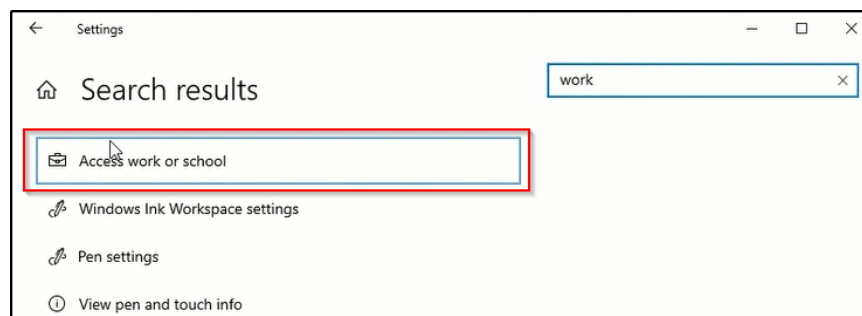 Settings
Search results
work
Access work or school
Windows Ink Workspace settings
Pen settings
View pen and touch info